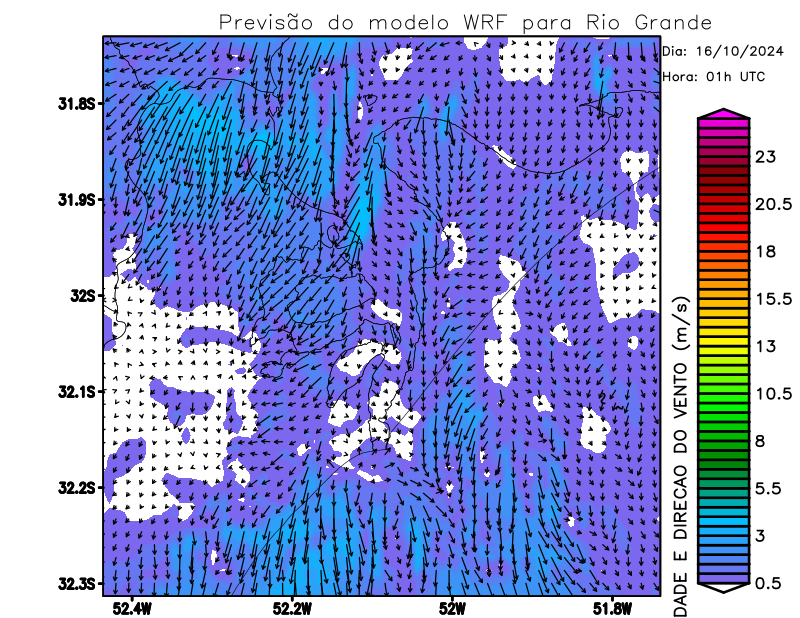 Previsão do modelo WRF para Rio Grande
Dia: 16/10/2024
Hora: 01h UTC
31.8S
31.9S
32S
32.1S
32.2S
32.3S
52.4W
52.2W
52W
51.8W
23
20.5
18
15.5
13
10.5
8
5.5
3
0.5
DADE E DIRECAO DO VENTO (m/s)